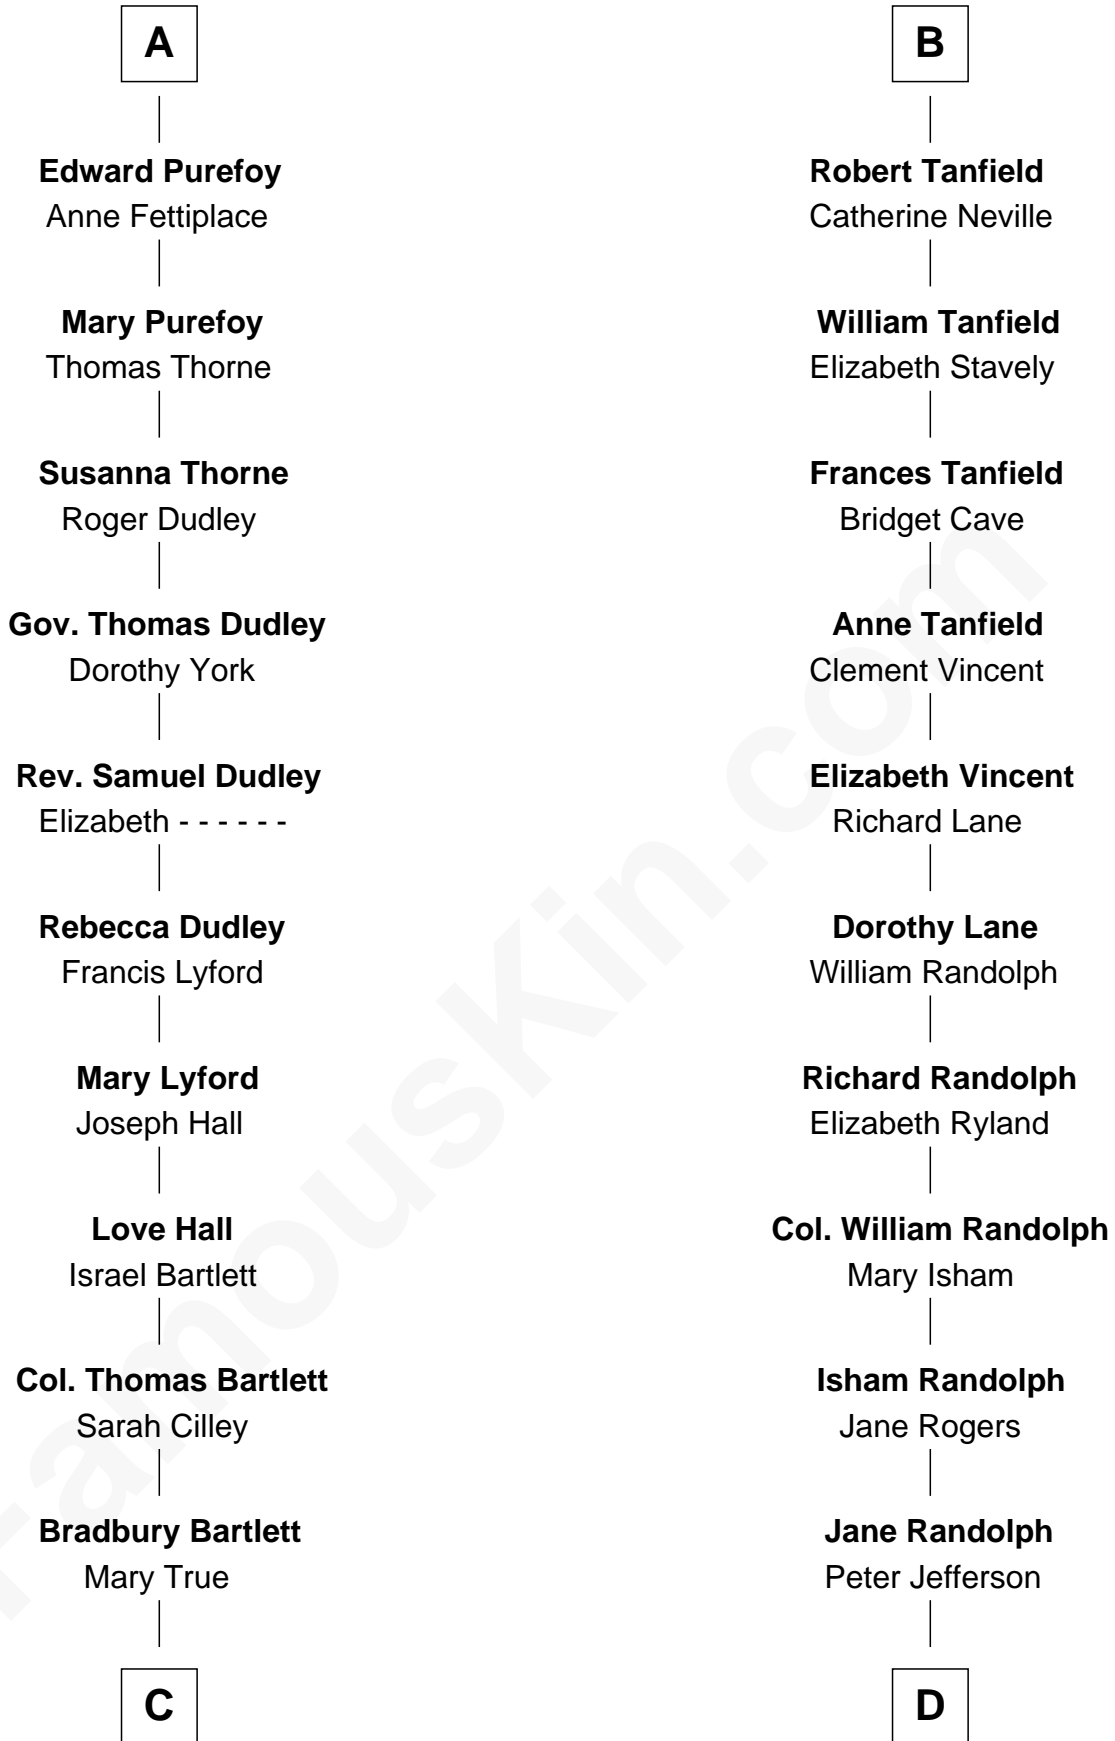 A
Edward Purefoy
Anne Fettiplace
Mary Purefoy
Thomas Thorne
Susanna Thorne
Roger Dudley
Gov. Thomas Dudley
Dorothy York
Rev. Samuel Dudley
Elizabeth - - - - - -
Rebecca Dudley
Francis Lyford
Mary Lyford
Joseph Hall
Love Hall
Israel Bartlett
Col. Thomas Bartlett
Sarah Cilley
Bradbury Bartlett
Mary True
C
B
Robert Tanfield
Catherine Neville
William Tanfield
Elizabeth Stavely
Frances Tanfield
Bridget Cave
Anne Tanfield
Clement Vincent
Elizabeth Vincent
Richard Lane
Dorothy Lane
William Randolph
Richard Randolph
Elizabeth Ryland
Col. William Randolph
Mary Isham
Isham Randolph
Jane Rogers
Jane Randolph
Peter Jefferson
D
FamousKin.com